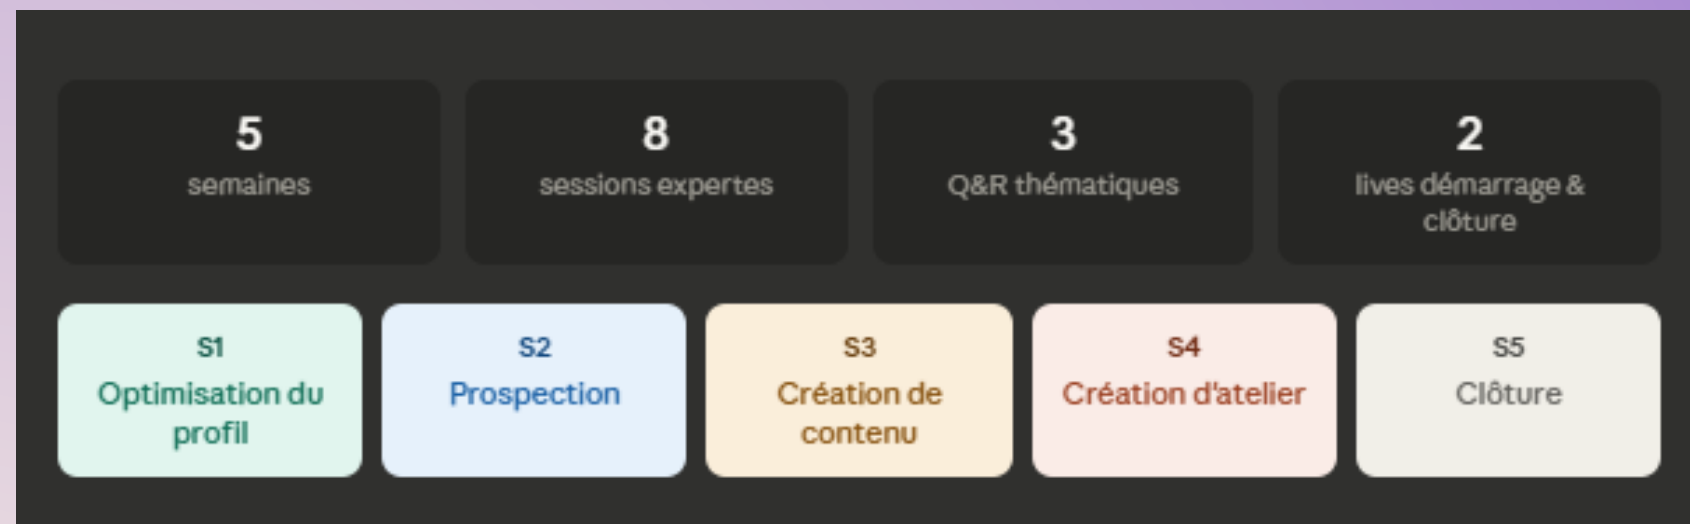 5
semaines
8
sessions expertes
3
Q&R thématiques
2
lives démarrage &
clôture
S1
Optimisation du
profil
S2
Prospection
S3
Création de
contenu
S4
Création d'atelier
S5
Clôture